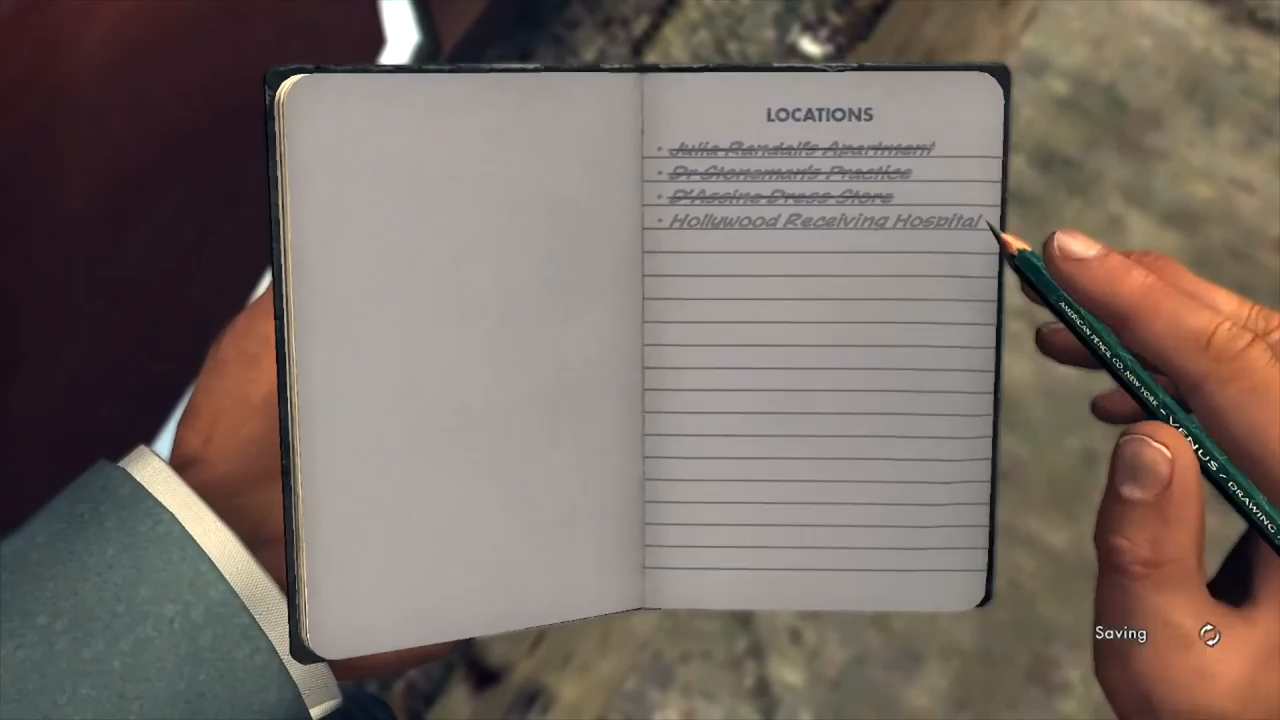 LOCATIONS
• Julia Randall's Apartment
• Dr Stoneman's Practice
• D'Assine Dress Store
• Hollywood Receiving Hospital
AMERICAN PENCIL CO. NEW YORK - VENUS / DRAWING
Saving